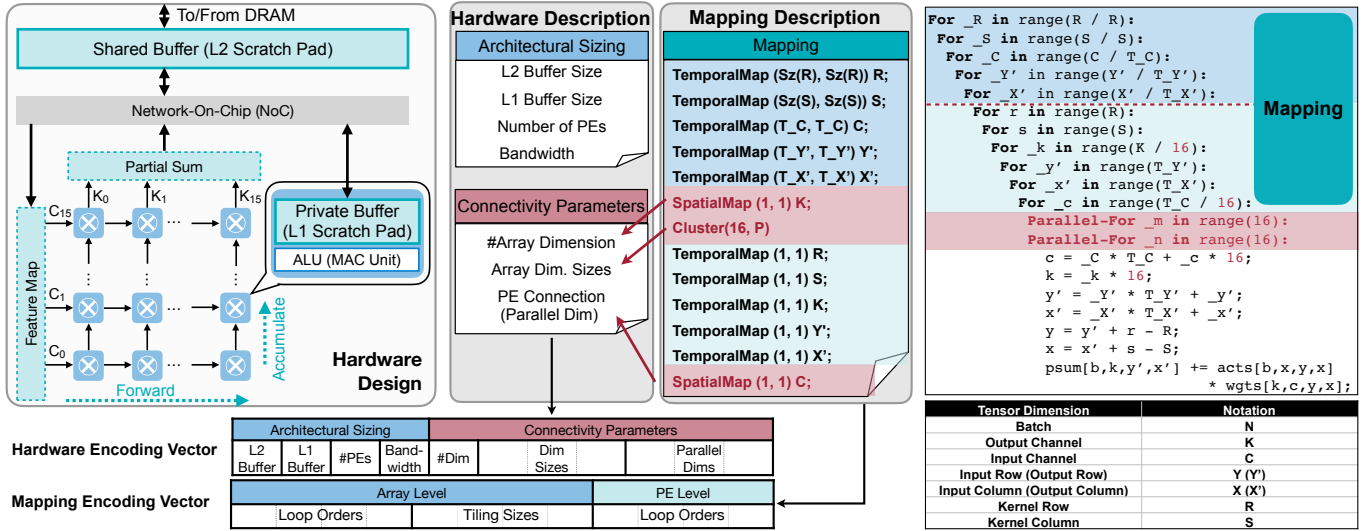 To/From DRAM
Shared Buffer (L2 Scratch Pad)
Network-On-Chip (NoC)
Partial Sum
K0
K1
K15
C15
C1
C0
Feature Map
Private Buffer
(L1 Scratch Pad)
ALU (MAC Unit)
Accumulate
Forward
Hardware
Design
Hardware Description
Architectural Sizing
L2 Buffer Size
L1 Buffer Size
Number of PEs
Bandwidth
Connectivity Parameters
#Array Dimension
Array Dim. Sizes
PE Connection
(Parallel Dim)
Mapping Description
Mapping
TemporalMap (Sz(R), Sz(R)) R;
TemporalMap (Sz(S), Sz(S)) S;
TemporalMap (T_C, T_C) C;
TemporalMap (T_Y’, T_Y’) Y';
TemporalMap (T_X’, T_X’) X’;
SpatialMap (1, 1) K;
Cluster(16, P)
TemporalMap (1, 1) R;
TemporalMap (1, 1) S;
TemporalMap (1, 1) K;
TemporalMap (1, 1) Y';
TemporalMap (1, 1) X’;
SpatialMap (1, 1) C;
For _R in range(R / R):
For _S in range(S / S):
For _C in range(C / T_C):
For _Y’ in range(Y’ / T_Y’):
For _X’ in range(X’ / T_X’):
For r in range(R):
For s in range(S):
For _k in range(K / 16):
For _y’ in range(T_Y’):
For _x’ in range(T_X’):
For _c in range(T_C / 16):
Parallel-For _m in range(16):
Parallel-For _n in range(16):
c = _C * T_C + _c * 16;
k = _k * 16;
y’ = _Y’ * T_Y’ + _y’;
x’ = _X’ * T_X’ + _x’;
y = y’ + r - R;
x = x’ + s - S;
psum[b,k,y’,x’] += acts[b,x,y,x]
* wgts[k,c,y,x];
Mapping
Hardware Encoding Vector
Architectural Sizing
Connectivity Parameters
L2
Buffer
L1
Buffer
#PEs
Band-
width
#Dim
Dim
Sizes
Parallel
Dims
Mapping Encoding Vector
Array Level
PE Level
Loop Orders
Tiling Sizes
Loop Orders
Tensor Dimension Notation
Batch N
Output Channel K
Input Channel C
Input Row (Output Row) Y (Y’)
Input Column (Output Column) X (X’)
Kernel Row R
Kernel Column S